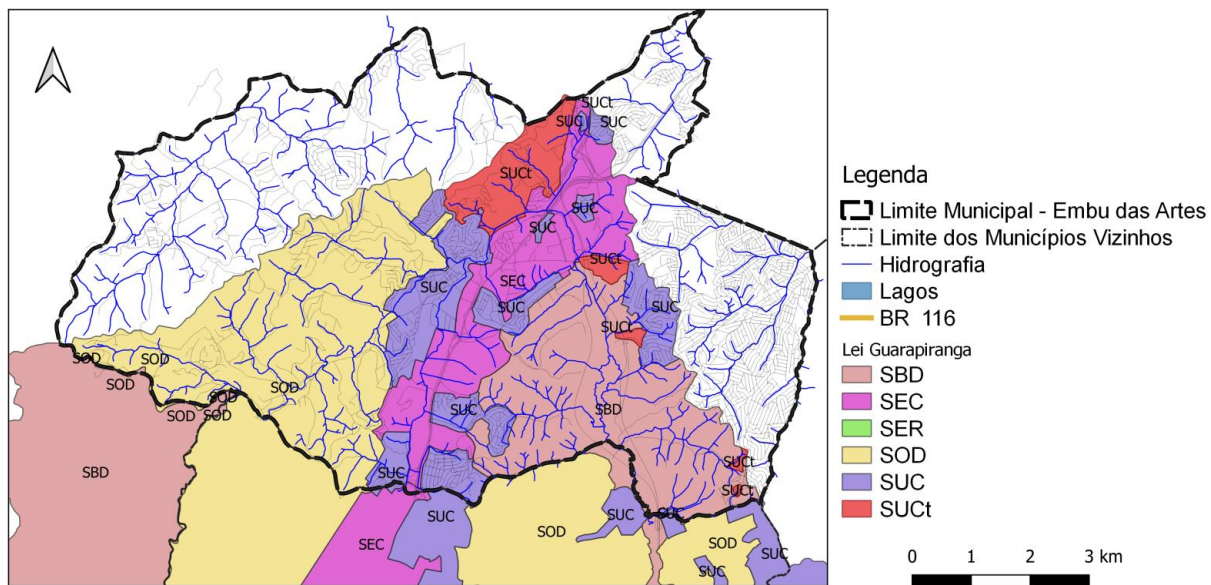 SUCt
SUC
SUC
SUCt
SUC
SUC
SUCt
SEC
SUC
SUC
SUC
SUCt
SOD
SOD
SOD
SOD
SOD
SOD
SOD
SUC
SBD
SBD
SUC
SUCt
SUCt
SUC
SUC
SUC
SOD
SOD
SEC
SUC
SUC
Legenda
Limite Municipal - Embu das Artes
Limite dos Municípios Vizinhos
Hidrografia
Lagos
BR 116
Lei Guarapiranga
SBD
SEC
SER
SOD
SUC
SUCt
0 1 2 3 km